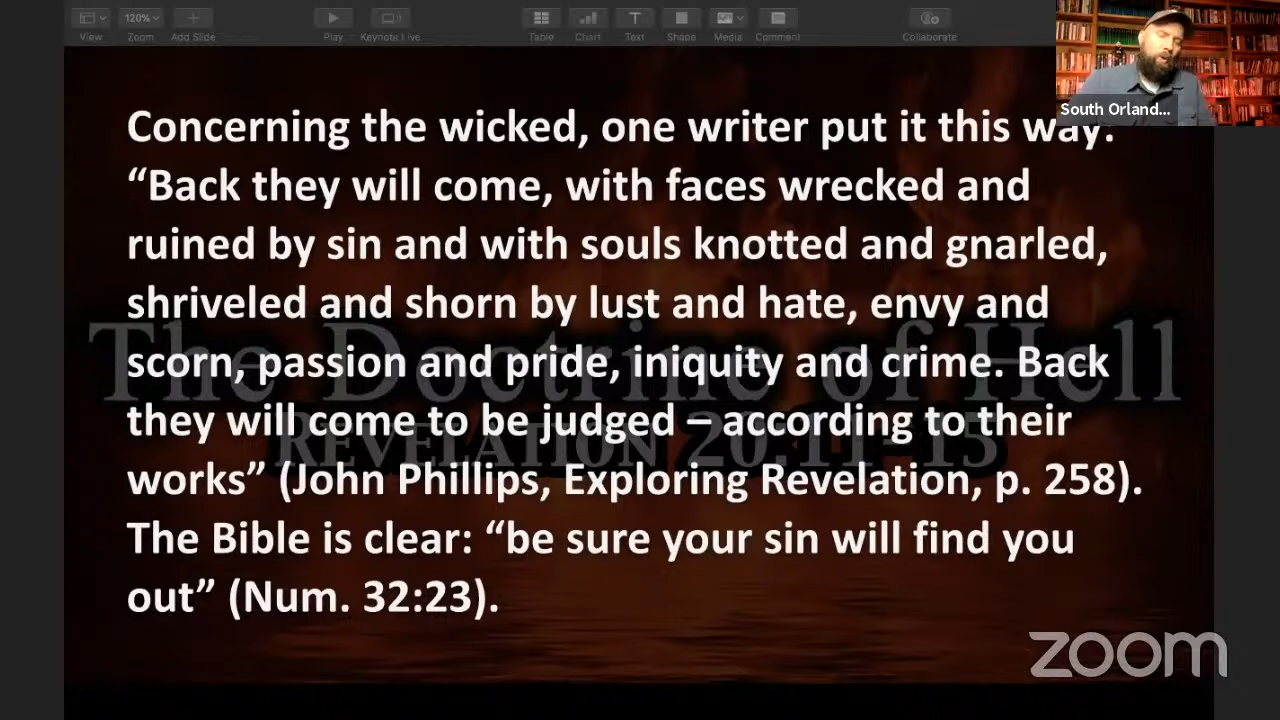 View
120%
Zoom
Add Slide
Play
Keynote Live
Table
Chart
Text
Shape
Media
Comment
Collaborate
South Orland...
Concerning the wicked, one writer put it this way:
“Back they will come, with faces wrecked and
ruined by sin and with souls knotted and gnarled,
shriveled and shorn by lust and hate, envy and
scorn, passion and pride, iniquity and crime. Back
they will come to be judged – according to their
works” (John Phillips, Exploring Revelation, p. 258).
The Bible is clear: “be sure your sin will find you
out” (Num. 32:23).
The Doctrine of Hell
Revelation 20:11-15
zoom